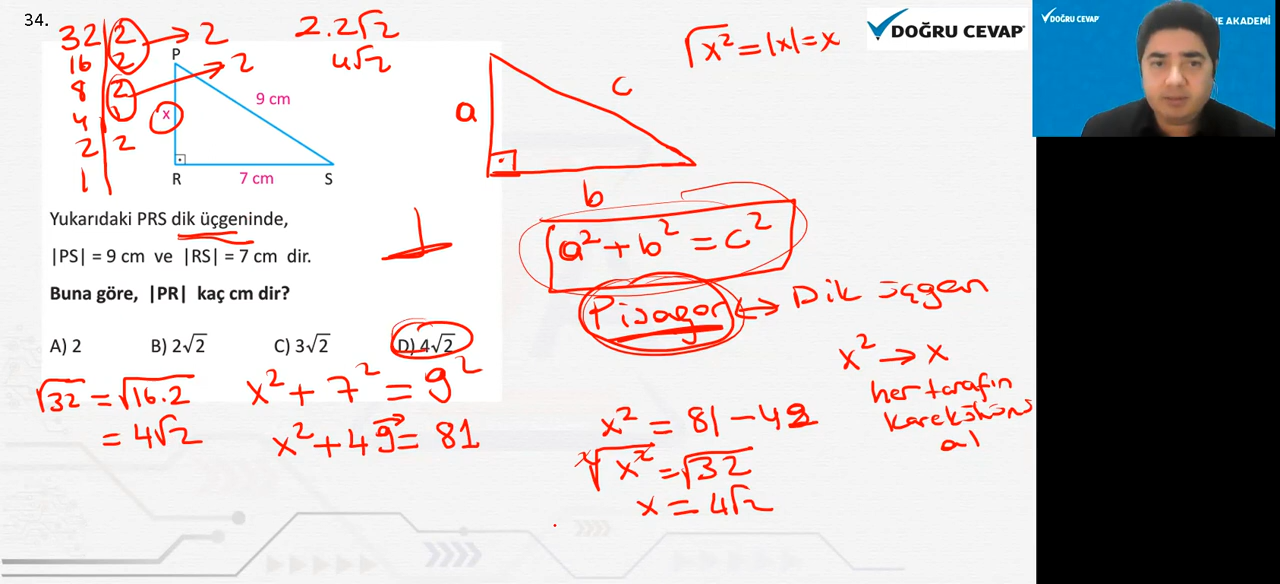 34.
32 | 2 → 2
16 | 2
8 | 2 → 2
4
2 | 2
1
2.2√2
4√2
P
9 cm
x
R
7 cm
S
Yukarıdaki PRS dik üçgeninde,
|PS| = 9 cm ve |RS| = 7 cm dir.
Buna göre, |PR| kaç cm dir?
A) 2 B) 2√2 C) 3√2 D) 4√2
√32 = √16.2
= 4√2
x² + 7² = 9²
x² + 49 = 81
a
c
b
√x² = |x| = x
a² + b² = c²
Pisagor ↔ Dik üçgen
x² → x
her tarafın
karekökünü
al
x² = 81 - 49
√x² = √32
x = 4√2
DOĞRU CEVAP
DOĞRU CEVAP
NE AKADEMİ